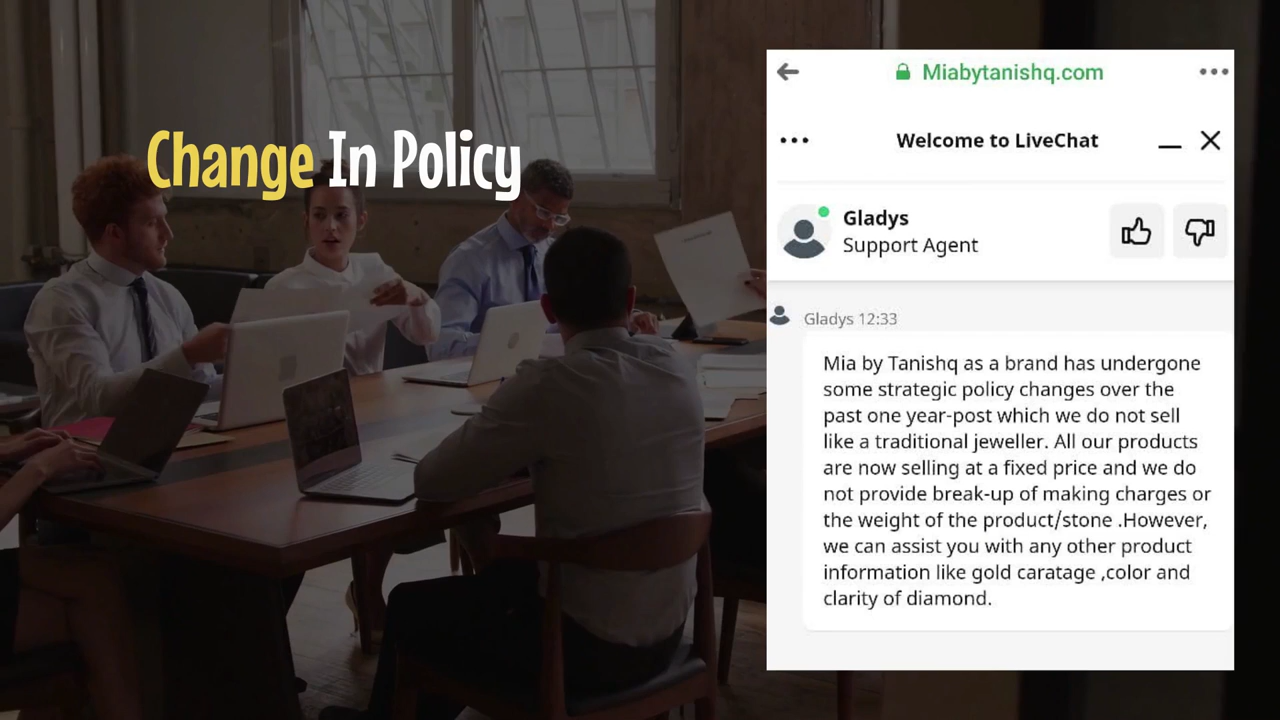 Change In Policy
Miabytanishq.com
Welcome to LiveChat
Gladys
Support Agent
Gladys 12:33
Mia by Tanishq as a brand has undergone
some strategic policy changes over the
past one year-post which we do not sell
like a traditional jeweller. All our products
are now selling at a fixed price and we do
not provide break-up of making charges or
the weight of the product/stone .However,
we can assist you with any other product
information like gold caratage ,color and
clarity of diamond.